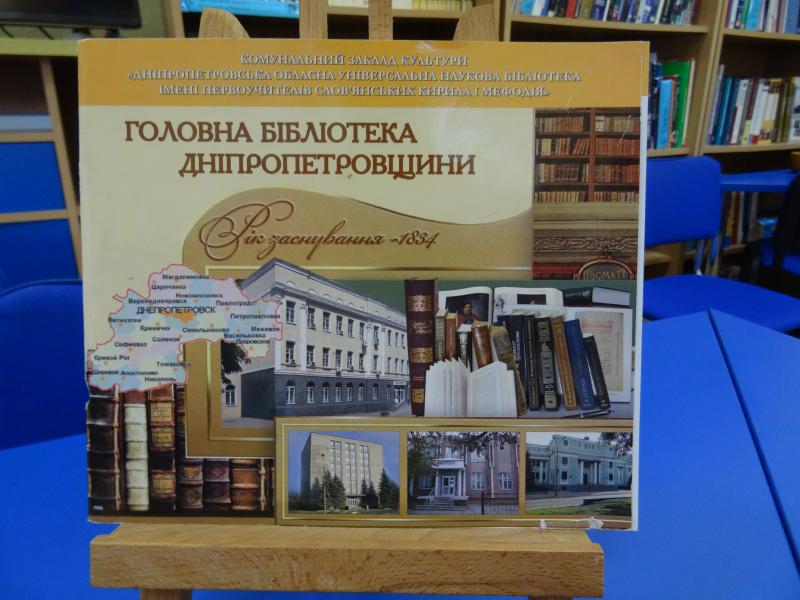 КОМУНАЛЬНИЙ ЗАКЛАД КУЛЬТУРИ
«ДНІПРОПЕТРОВСЬКА ОБЛАСНА УНІВЕРСАЛЬНА НАУКОВА БІБЛІОТЕКА
ІМЕНІ ПЕРВОУЧИТЕЛІВ СЛОВ'ЯНСЬКИХ КИРИЛА І МЕФОДІЯ»
ГОЛОВНА БІБЛІОТЕКА
ДНІПРОПЕТРОВЩИНИ
Рік заснування ~1834
Магдалиновка
Царичанка
Новомосковск
Верхнеднепровск
Павлоград
ДНЕПРОПЕТРОВСК
Петропавловка
Пятихатки
Кринички
Синельниково
Межевая
Васильковка
Покровское
Софиевка
Соленое
Кривой Рог
Томаковка
Широкое
Апостолово
Никополь